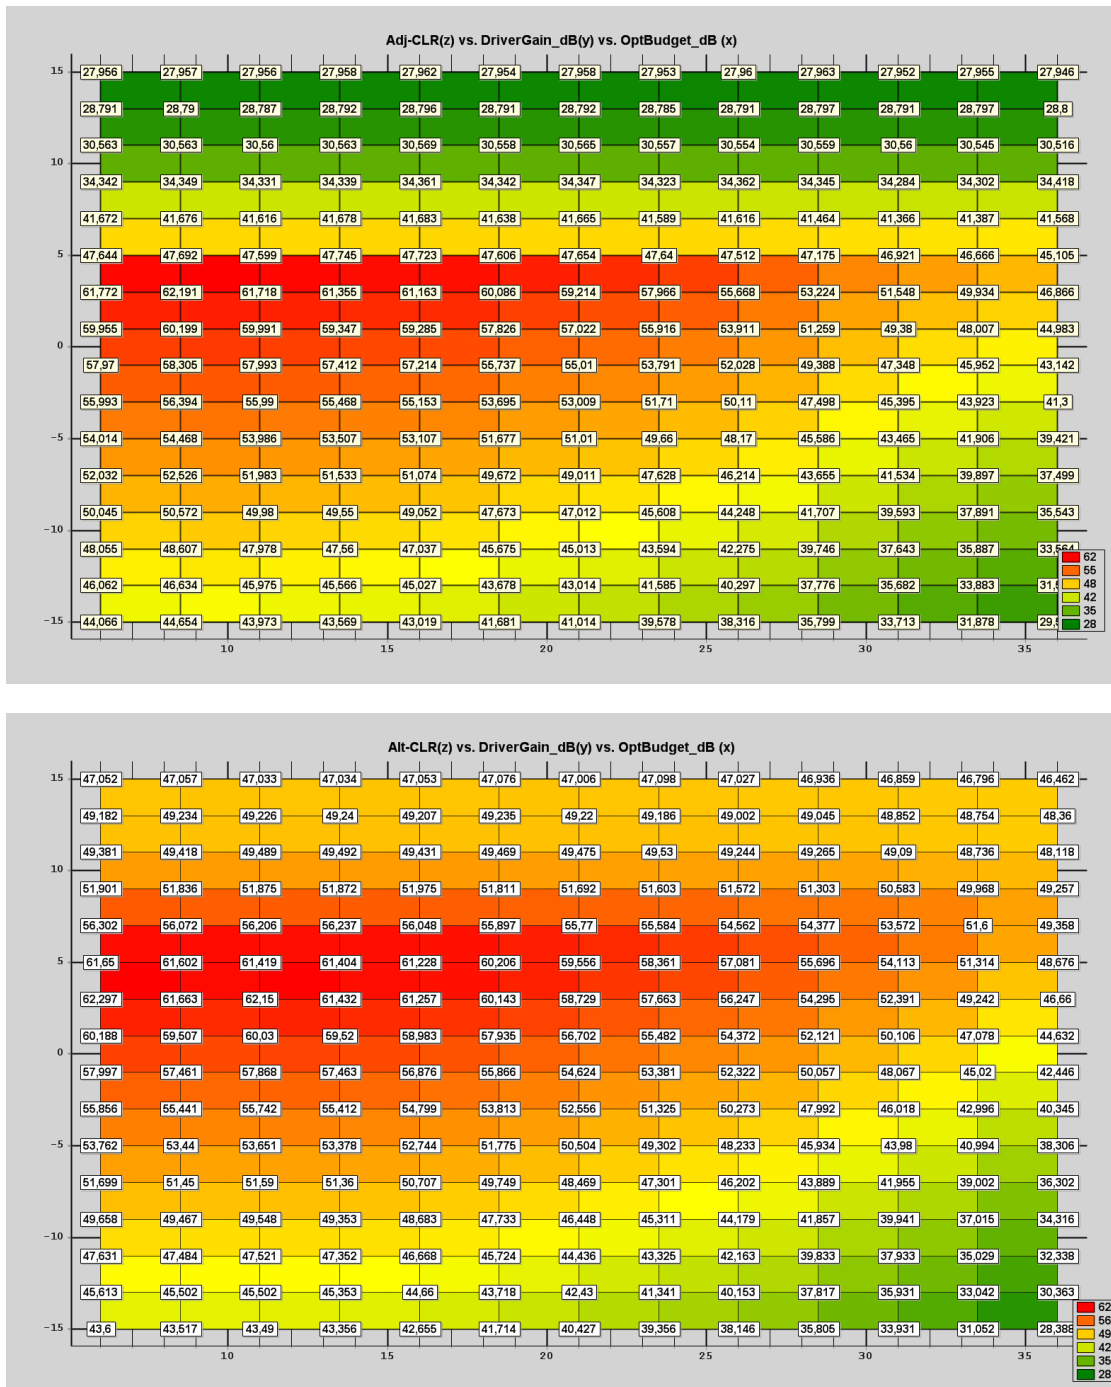 Adj-CLR(z) vs. DriverGain_dB(y) vs. OptBudget_dB (x)
15 27,956 27,957 27,956 27,958 27,962 27,954 27,958 27,953 27,96 27,963 27,952 27,955 27,946
28,791 28,79 28,787 28,792 28,796 28,791 28,792 28,785 28,791 28,797 28,791 28,797 28,8
30,563 30,563 30,56 30,563 30,569 30,558 30,565 30,557 30,554 30,559 30,56 30,545 30,516
10
34,342 34,349 34,331 34,339 34,361 34,342 34,347 34,323 34,362 34,345 34,284 34,302 34,418
41,672 41,676 41,616 41,678 41,683 41,638 41,665 41,589 41,616 41,464 41,366 41,387 41,568
5 47,644 47,692 47,599 47,745 47,723 47,606 47,654 47,64 47,512 47,175 46,921 46,666 45,105
61,772 62,191 61,718 61,355 61,163 60,086 59,214 57,966 55,668 53,224 51,548 49,934 46,866
59,955 60,199 59,991 59,347 59,285 57,826 57,022 55,916 53,911 51,259 49,38 48,007 44,983
0
57,97 58,305 57,993 57,412 57,214 55,737 55,01 53,791 52,028 49,388 47,348 45,952 43,142
55,993 56,394 55,99 55,468 55,153 53,695 53,009 51,71 50,11 47,498 45,395 43,923 41,3
-5 54,014 54,468 53,986 53,507 53,107 51,677 51,01 49,66 48,17 45,586 43,465 41,906 39,421
52,032 52,526 51,983 51,533 51,074 49,672 49,011 47,628 46,214 43,655 41,534 39,897 37,499
50,045 50,572 49,98 49,55 49,052 47,673 47,012 45,608 44,248 41,707 39,593 37,891 35,543
-10
48,055 48,607 47,978 47,56 47,037 45,675 45,013 43,594 42,275 39,746 37,643 35,887
46,062 46,634 45,975 45,566 45,027 43,678 43,014 41,585 40,297 37,776 35,682 33,883
-15 44,066 44,654 43,973 43,569 43,019 41,681 41,014 39,578 38,316 35,799 33,713 31,878
62
55
48
42
35
28
10 15 20 25 30 35
Alt-CLR(z) vs. DriverGain_dB(y) vs. OptBudget_dB (x)
15 47,052 47,057 47,033 47,034 47,053 47,076 47,006 47,098 47,027 46,936 46,859 46,796 46,462
49,182 49,234 49,226 49,24 49,207 49,235 49,22 49,186 49,002 49,045 48,852 48,754 48,36
49,381 49,418 49,489 49,492 49,431 49,469 49,475 49,53 49,244 49,265 49,09 48,736 48,118
10
51,901 51,836 51,875 51,872 51,975 51,811 51,692 51,603 51,572 51,303 50,583 49,968 49,257
56,302 56,072 56,206 56,237 56,048 55,897 55,77 55,584 54,562 54,377 53,572 51,6 49,358
5 61,65 61,602 61,419 61,404 61,228 60,206 59,556 58,361 57,081 55,696 54,113 51,314 48,676
62,297 61,663 62,15 61,432 61,257 60,143 58,729 57,663 56,247 54,295 52,391 49,242 46,66
60,188 59,507 60,03 59,52 58,983 57,935 56,702 55,482 54,372 52,121 50,106 47,078 44,632
0
57,997 57,461 57,868 57,463 56,876 55,866 54,624 53,381 52,322 50,057 48,067 45,02 42,446
55,856 55,441 55,742 55,412 54,799 53,813 52,556 51,325 50,273 47,992 46,018 42,996 40,345
-5 53,762 53,44 53,651 53,378 52,744 51,775 50,504 49,302 48,233 45,934 43,98 40,994 38,306
51,699 51,45 51,59 51,36 50,707 49,749 48,469 47,301 46,202 43,889 41,955 39,002 36,302
49,658 49,467 49,548 49,353 48,683 47,733 46,448 45,311 44,179 41,857 39,941 37,015 34,316
-10
47,631 47,484 47,521 47,352 46,668 45,724 44,436 43,325 42,163 39,833 37,933 35,029 32,338
45,613 45,502 45,502 45,353 44,66 43,718 42,43 41,341 40,153 37,817 35,931 33,042 30,363
-15 43,6 43,517 43,49 43,356 42,655 41,714 40,427 39,356 38,146 35,805 33,931 31,052 28,388
62
56
49
42
35
28
10 15 20 25 30 35